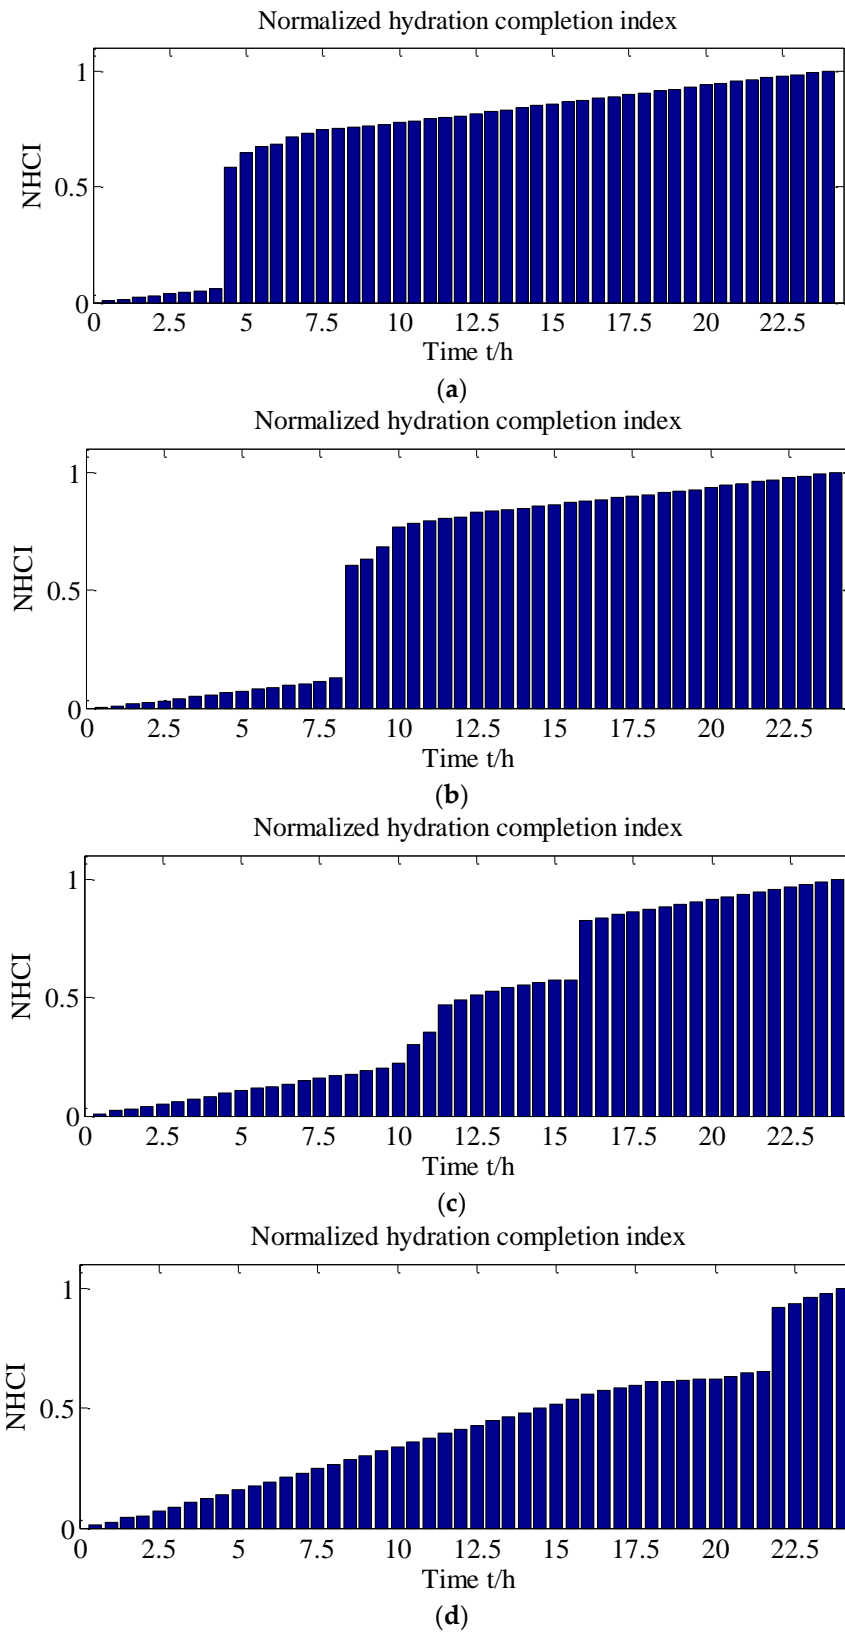 Normalized hydration completion index
1
0.5
0
NHCI
0 2.5 5 7.5 10 12.5 15 17.5 20 22.5
Time t/h
(a)
Normalized hydration completion index
1
0.5
0
NHCI
0 2.5 5 7.5 10 12.5 15 17.5 20 22.5
Time t/h
(b)
Normalized hydration completion index
1
0.5
0
NHCI
0 2.5 5 7.5 10 12.5 15 17.5 20 22.5
Time t/h
(c)
Normalized hydration completion index
1
0.5
0
NHCI
0 2.5 5 7.5 10 12.5 15 17.5 20 22.5
Time t/h
(d)